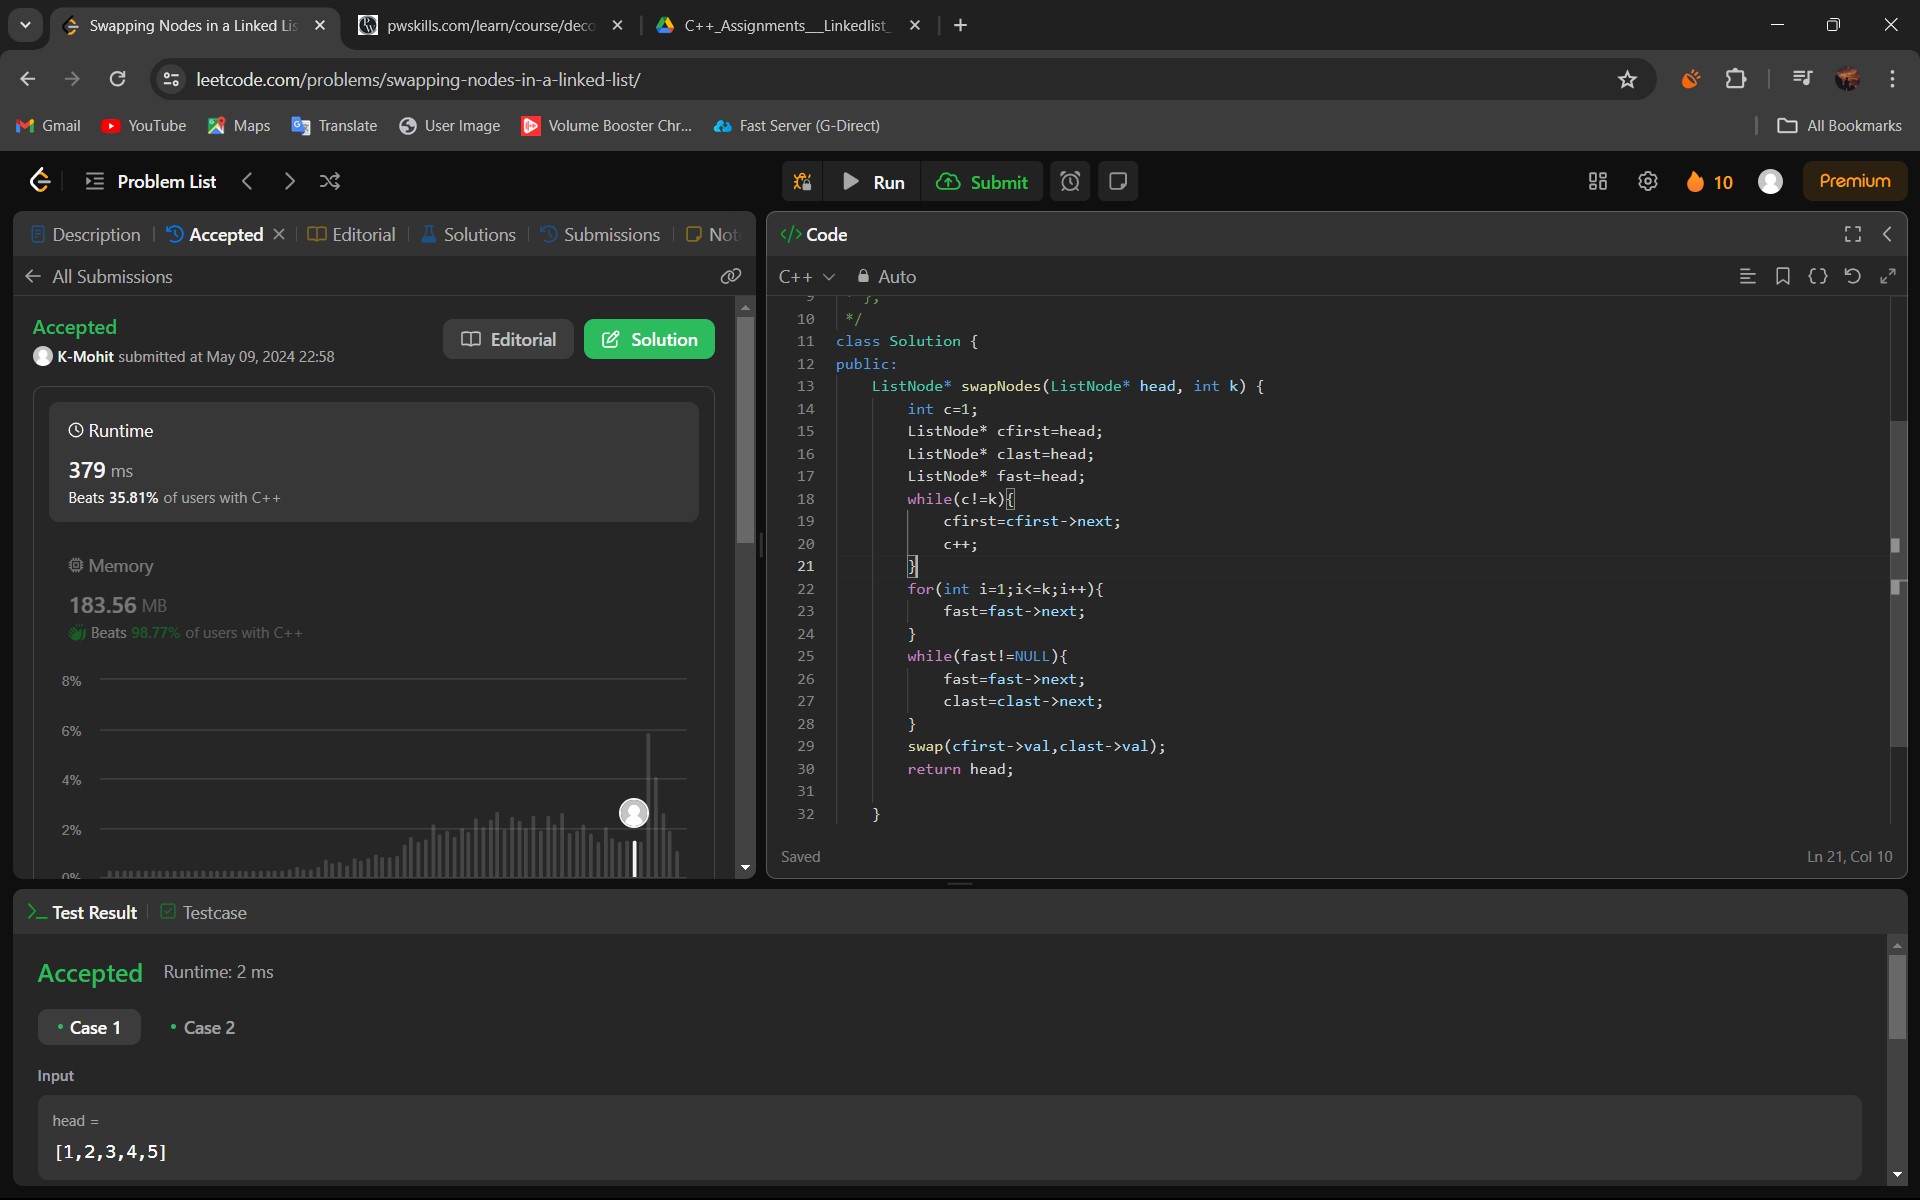 Swapping Nodes in a Linked Lis
pwskills.com/learn/course/deco
C++_Assignments__Linkedlist_
leetcode.com/problems/swapping-nodes-in-a-linked-list/
Gmail
YouTube
Maps
Translate
User Image
Volume Booster Chr...
Fast Server (G-Direct)
All Bookmarks
Problem List
Run
Submit
10
Premium
Description
Accepted
Editorial
Solutions
Submissions
Not
All Submissions
Accepted
K-Mohit submitted at May 09, 2024 22:58
Editorial
Solution
Runtime
379 ms
Beats 35.81% of users with C++
Memory
183.56 MB
Beats 98.77% of users with C++
8%
6%
4%
2%
0%
</> Code
C++
Auto
9 * };
10 */
11 class Solution {
12 public:
13 ListNode* swapNodes(ListNode* head, int k) {
14 int c=1;
15 ListNode* cfirst=head;
16 ListNode* clast=head;
17 ListNode* fast=head;
18 while(c!=k){
19 cfirst=cfirst->next;
20 c++;
21 }
22 for(int i=1;i<=k;i++){
23 fast=fast->next;
24 }
25 while(fast!=NULL){
26 fast=fast->next;
27 clast=clast->next;
28 }
29 swap(cfirst->val,clast->val);
30 return head;
31
32 }
Saved
Ln 21, Col 10
Test Result
Testcase
Accepted
Runtime: 2 ms
Case 1
Case 2
Input
head =
[1,2,3,4,5]